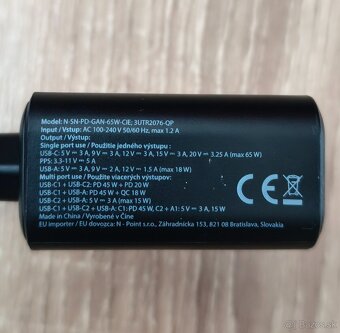 Model: N-SN-PD-GAN-65W-CIE; 3UTR2076-QP
Input / Vstup: AC 100-240 V 50/60 Hz, max 1.2 A
Output / Výstup:
Single port use / Použitie jedného výstupu:
USB-C: 5 V ⎓ 3 A, 9 V ⎓ 3 A, 12 V ⎓ 3 A, 15 V ⎓ 3 A, 20 V ⎓ 3.25 A (max 65 W)
PPS: 3.3-11 V ⎓ 5 A
USB-A: 5 V ⎓ 3 A, 9 V ⎓ 2 A, 12 V ⎓ 1.5 A (max 18 W)
Multi port use / Použitie viacerých výstupov:
USB-C1 + USB-C2: PD 45 W + PD 20 W
USB-C1 + USB-A: PD 45 W + QC 18 W
USB-C2 + USB-A: 5 V ⎓ 3 A (max 15 W)
USB-C1 + USB-C2 + USB-A: C1: PD 45 W, C2 + A1: 5 V ⎓ 3 A, 15 W
Made in China / Vyrobené v Číne
EU importer / EU dovozca: N - Point s.r.o., Záhradnícka 153, 821 08 Bratislava, Slovakia
CE